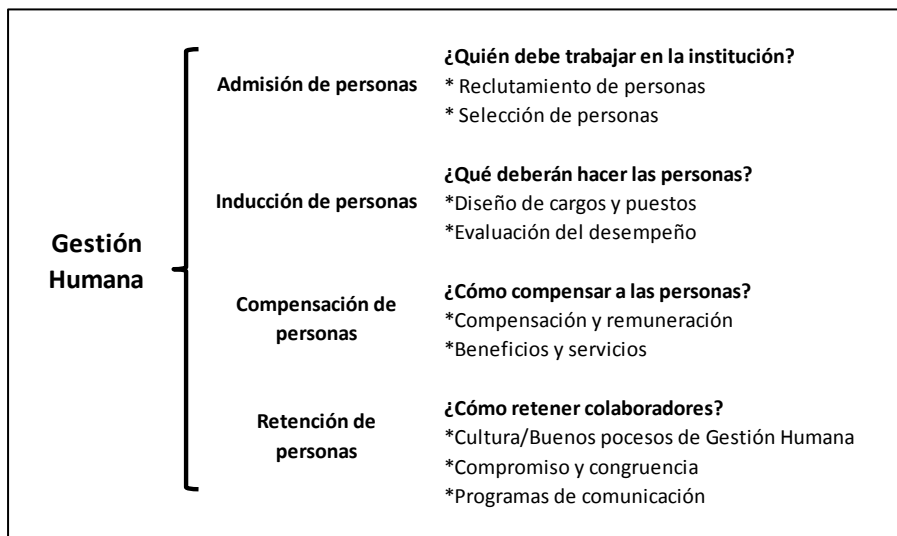 Gestión
Humana
Admisión de personas
¿Quién debe trabajar en la institución?
* Reclutamiento de personas
* Selección de personas
Inducción de personas
¿Qué deberán hacer las personas?
*Diseño de cargos y puestos
*Evaluación del desempeño
Compensación de
personas
¿Cómo compensar a las personas?
*Compensación y remuneración
*Beneficios y servicios
Retención de
personas
¿Cómo retener colaboradores?
*Cultura/Buenos pocesos de Gestión Humana
*Compromiso y congruencia
*Programas de comunicación